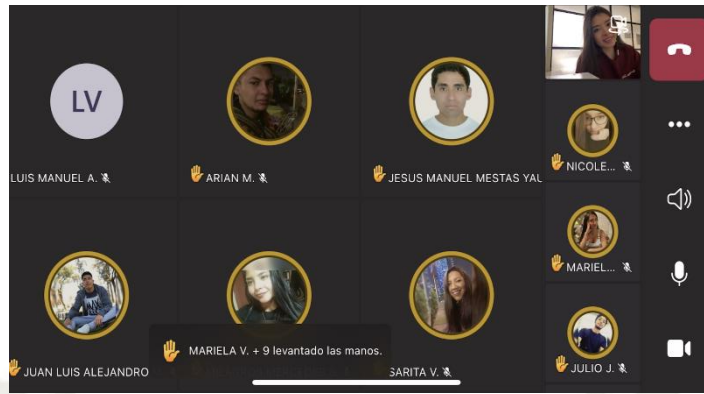 LV
LUIS MANUEL A.
ARIAN M.
JESUS MANUEL MESTAS YAU
NICOLE...
MARIEL...
JUAN LUIS ALEJANDRO
MARIELA V. + 9 levantado las manos.
SARITA V.
JULIO J.